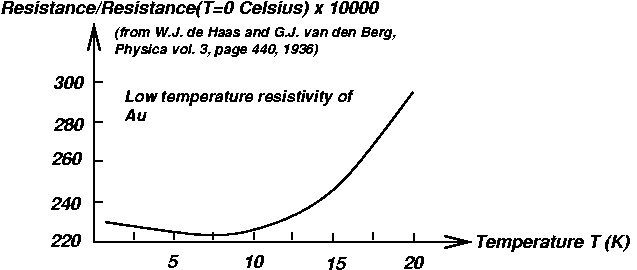 Resistance/Resistance(T=0 Celsius) x 10000
(from W.J. de Haas and G.J. van den Berg,
Physica vol. 3, page 440, 1936)
Low temperature resistivity of
Au
300
280
260
240
220
5 10 15 20
Temperature T (K)